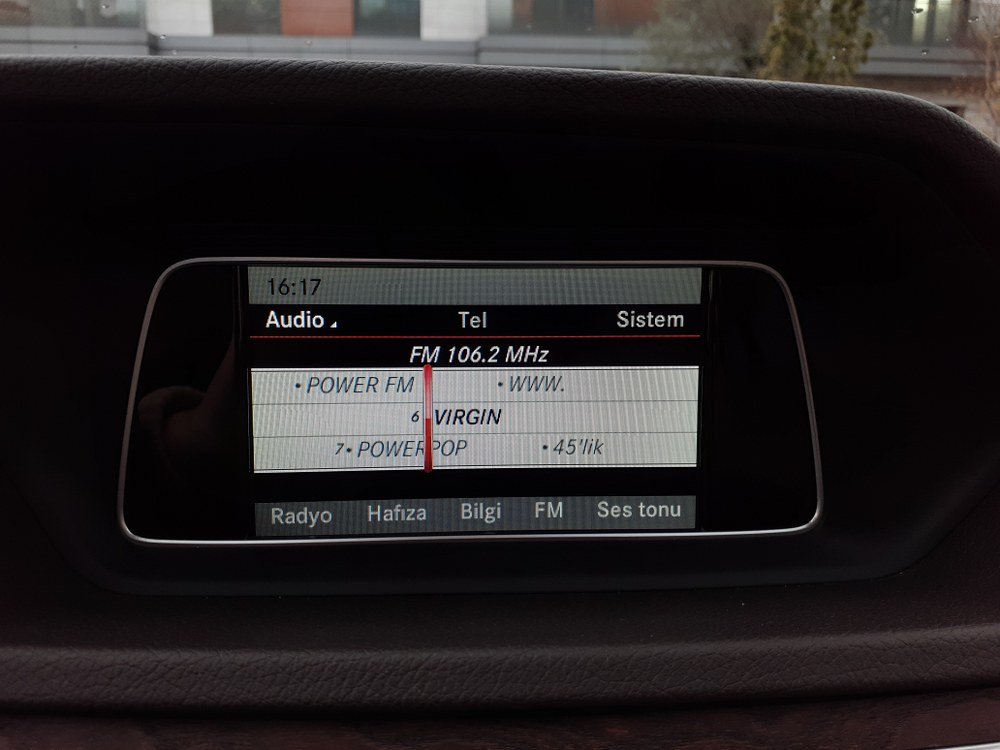 16:17
Audio Tel Sistem
FM 106.2 MHz
• POWER FM • WWW.
6 VIRGIN
7• POWERPOP • 45'lik
Radyo Hafıza Bilgi FM Ses tonu